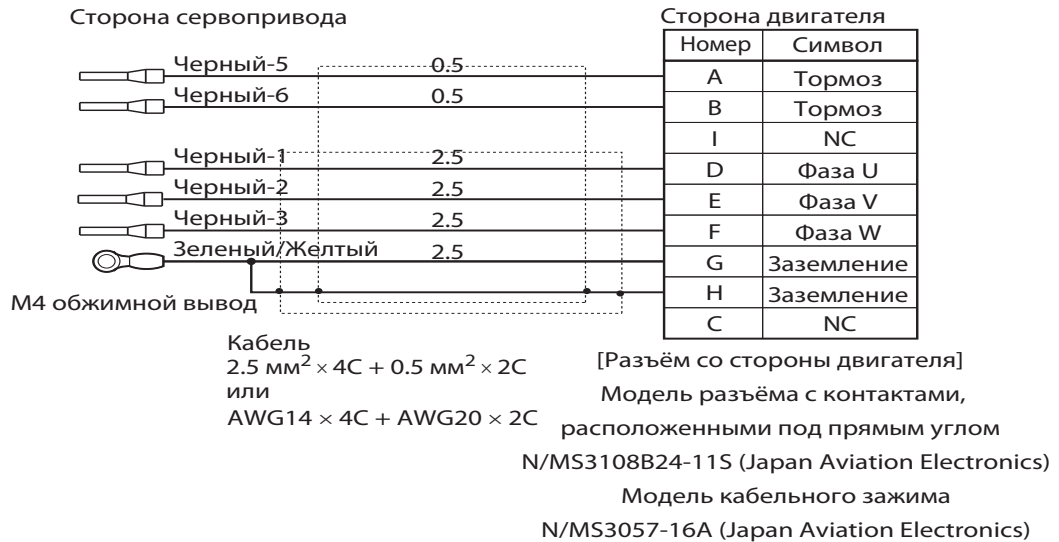 Сторона сервопривода
Сторона двигателя
Номер Символ
Черный-5 0.5 A Тормоз
Черный-6 0.5 B Тормоз
I NC
Черный-1 2.5 D Фаза U
Черный-2 2.5 E Фаза V
Черный-3 2.5 F Фаза W
Зеленый/Желтый 2.5 G Заземление
H Заземление
C NC
M4 обжимной вывод
Кабель
2.5 мм² × 4C + 0.5 мм² × 2C
или
AWG14 × 4C + AWG20 × 2C
[Разъём со стороны двигателя]
Модель разъёма с контактами,
расположенными под прямым углом
N/MS3108B24-11S (Japan Aviation Electronics)
Модель кабельного зажима
N/MS3057-16A (Japan Aviation Electronics)